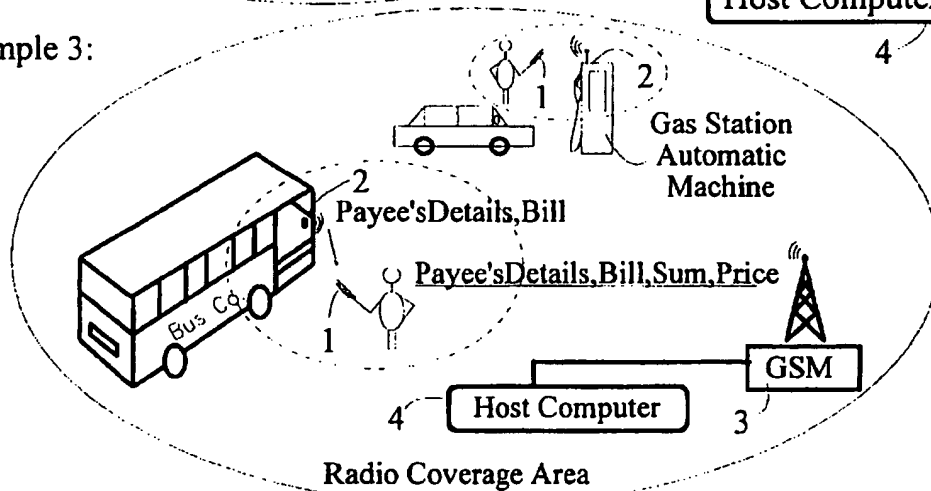 Host Computer
4
mple 3:
1
2
Gas Station
Automatic
Machine
2
Payee'sDetails,Bill
Payee'sDetails,Bill,Sum,Price
Bus Co.
1
GSM
4
Host Computer
3
Radio Coverage Area